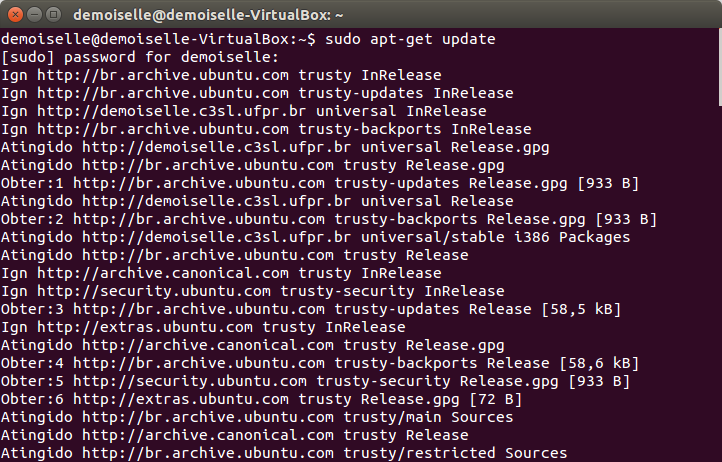 demoiselle@demoiselle-VirtualBox: ~
demoiselle@demoiselle-VirtualBox:~$ sudo apt-get update
[sudo] password for demoiselle:
Ign http://br.archive.ubuntu.com trusty InRelease
Ign http://br.archive.ubuntu.com trusty-updates InRelease
Ign http://demoiselle.c3sl.ufpr.br universal InRelease
Ign http://br.archive.ubuntu.com trusty-backports InRelease
Atingido http://demoiselle.c3sl.ufpr.br universal Release.gpg
Atingido http://br.archive.ubuntu.com trusty Release.gpg
Obter:1 http://br.archive.ubuntu.com trusty-updates Release.gpg [933 B]
Atingido http://demoiselle.c3sl.ufpr.br universal Release
Obter:2 http://br.archive.ubuntu.com trusty-backports Release.gpg [933 B]
Atingido http://demoiselle.c3sl.ufpr.br universal/stable i386 Packages
Atingido http://br.archive.ubuntu.com trusty Release
Ign http://archive.canonical.com trusty InRelease
Ign http://security.ubuntu.com trusty-security InRelease
Obter:3 http://br.archive.ubuntu.com trusty-updates Release [58,5 kB]
Ign http://extras.ubuntu.com trusty InRelease
Atingido http://archive.canonical.com trusty Release.gpg
Obter:4 http://br.archive.ubuntu.com trusty-backports Release [58,6 kB]
Obter:5 http://security.ubuntu.com trusty-security Release.gpg [933 B]
Obter:6 http://extras.ubuntu.com trusty Release.gpg [72 B]
Atingido http://br.archive.ubuntu.com trusty/main Sources
Atingido http://archive.canonical.com trusty Release
Atingido http://br.archive.ubuntu.com trusty/restricted Sources